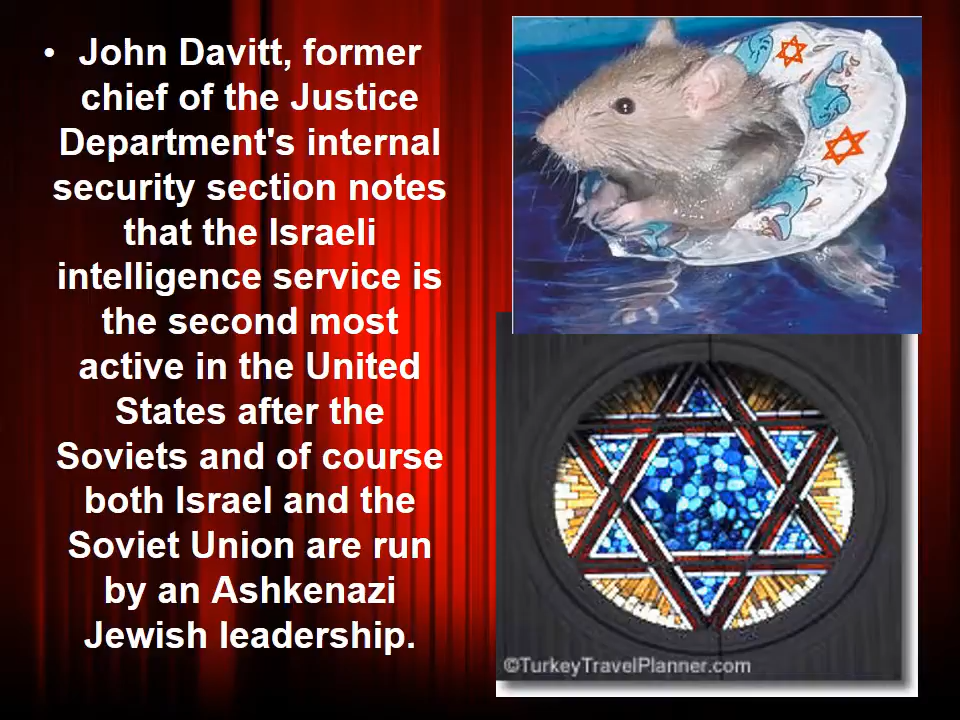 • John Davitt, former
chief of the Justice
Department's internal
security section notes
that the Israeli
intelligence service is
the second most
active in the United
States after the
Soviets and of course
both Israel and the
Soviet Union are run
by an Ashkenazi
Jewish leadership.
©TurkeyTravelPlanner.com